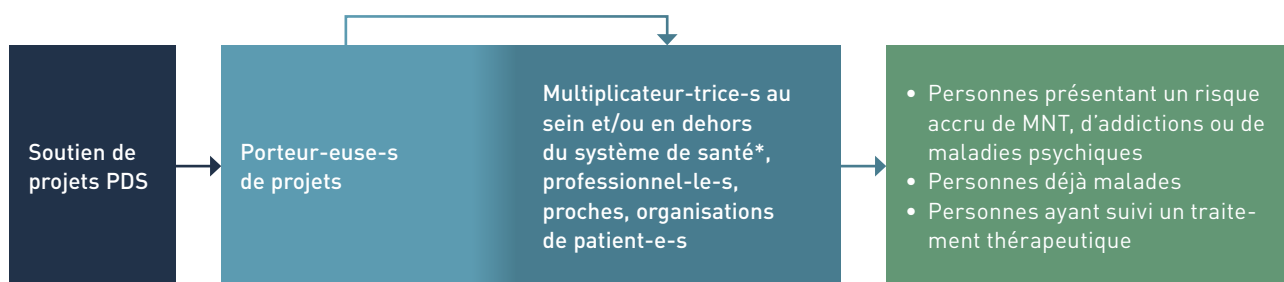 Soutien de
projets PDS
Porteur-euse-s
de projets
Multiplicateur-trice-s au
sein et/ou en dehors
du système de santé*,
professionnel-le-s,
proches, organisations
de patient-e-s
• Personnes présentant un risque
accru de MNT, d'addictions ou de
maladies psychiques
• Personnes déjà malades
• Personnes ayant suivi un traite-
ment thérapeutique